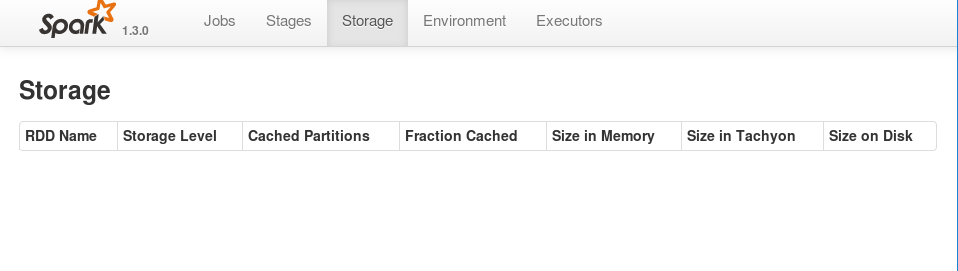 Spark 1.3.0 Jobs Stages Storage Environment Executors
Storage
RDD Name Storage Level Cached Partitions Fraction Cached Size in Memory Size in Tachyon Size on Disk